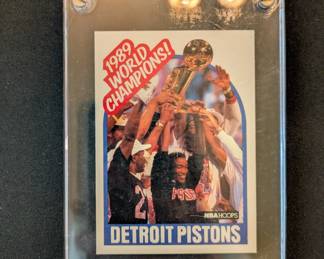 1989
WORLD
CHAMPIONS!
NBA HOOPS
DETROIT PISTONS